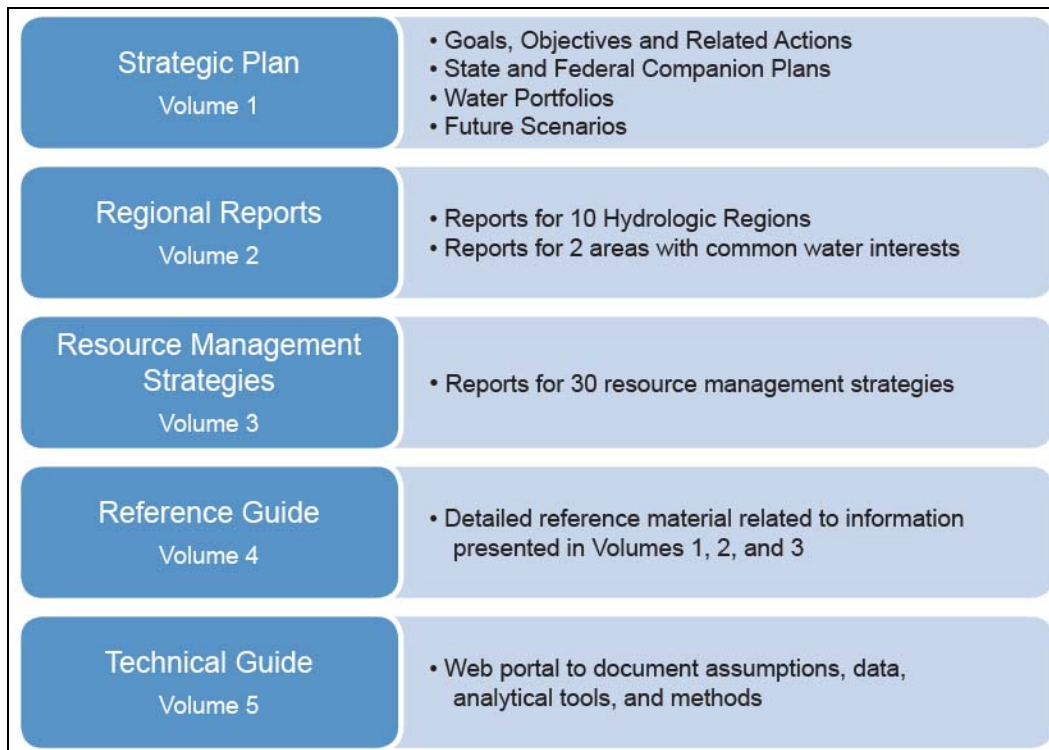 Strategic Plan
Volume 1
• Goals, Objectives and Related Actions
• State and Federal Companion Plans
• Water Portfolios
• Future Scenarios
Regional Reports
Volume 2
• Reports for 10 Hydrologic Regions
• Reports for 2 areas with common water interests
Resource Management
Strategies
Volume 3
• Reports for 30 resource management strategies
Reference Guide
Volume 4
• Detailed reference material related to information
presented in Volumes 1, 2, and 3
Technical Guide
Volume 5
• Web portal to document assumptions, data,
analytical tools, and methods